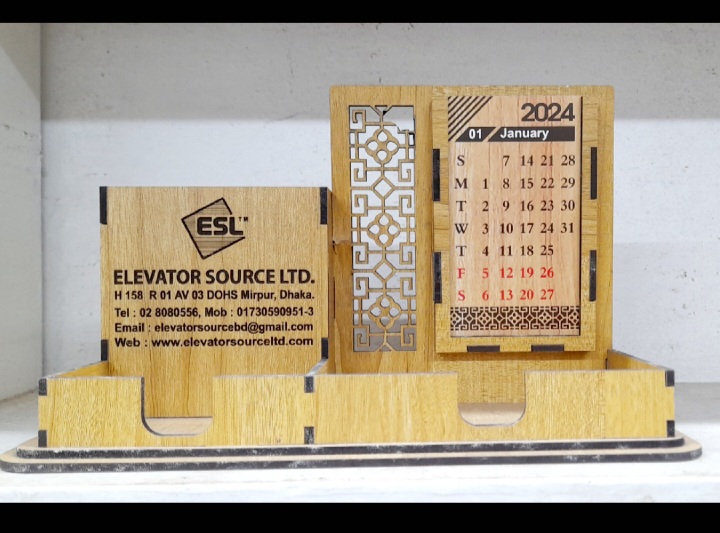 ESL™
ELEVATOR SOURCE LTD.
H 158 R 01 AV 03 DOHS Mirpur, Dhaka.
Tel : 02 8080556, Mob : 01730590951-3
Email : elevatorsourcebd@gmail.com
Web : www.elevatorsourceltd.com
2024
01 January
S 7 14 21 28
M 1 8 15 22 29
T 2 9 16 23 30
W 3 10 17 24 31
T 4 11 18 25
F 5 12 19 26
S 6 13 20 27